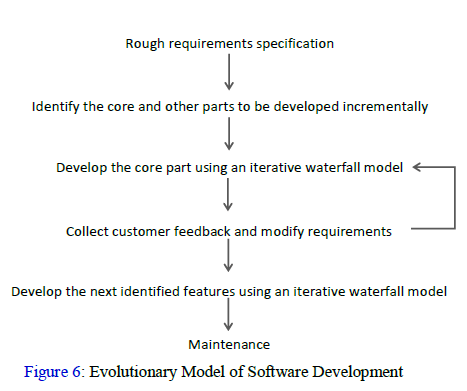 Rough requirements specification
Identify the core and other parts to be developed incrementally
Develop the core part using an iterative waterfall model
Collect customer feedback and modify requirements
Develop the next identified features using an iterative waterfall model
Maintenance
Figure 6: Evolutionary Model of Software Development